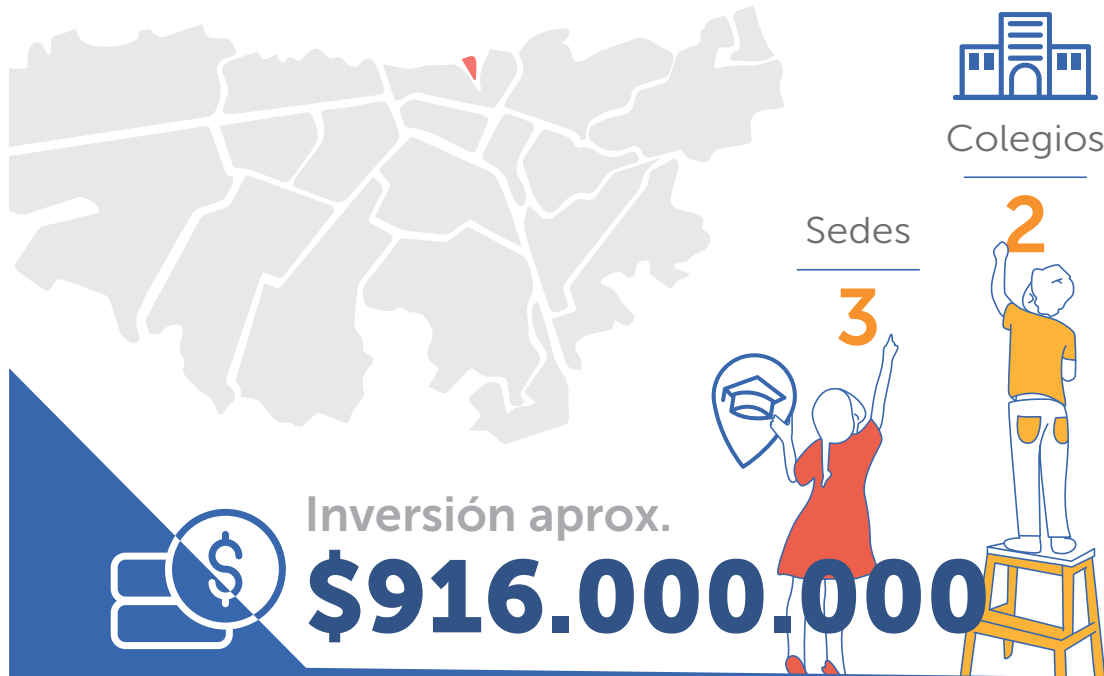 Colegios
2
Sedes
3
Inversión aprox.
$916.000.000